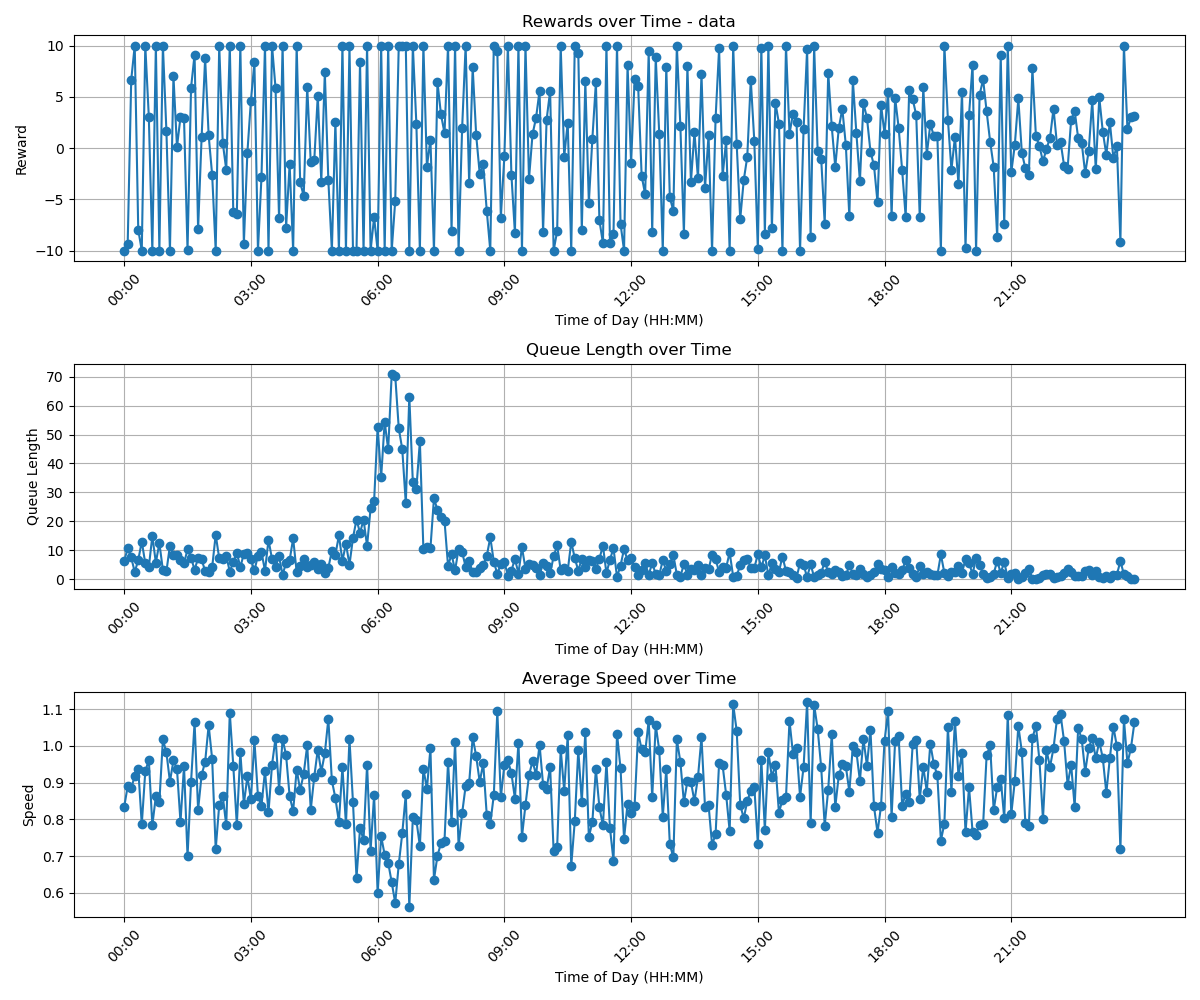 Rewards over Time - data
10
5
0
−5
−10
Reward
00:00 03:00 06:00 09:00 12:00 15:00 18:00 21:00
Time of Day (HH:MM)
Queue Length over Time
70
60
50
40
30
20
10
0
Queue Length
00:00 03:00 06:00 09:00 12:00 15:00 18:00 21:00
Time of Day (HH:MM)
Average Speed over Time
1.1
1.0
0.9
0.8
0.7
0.6
Speed
00:00 03:00 06:00 09:00 12:00 15:00 18:00 21:00
Time of Day (HH:MM)